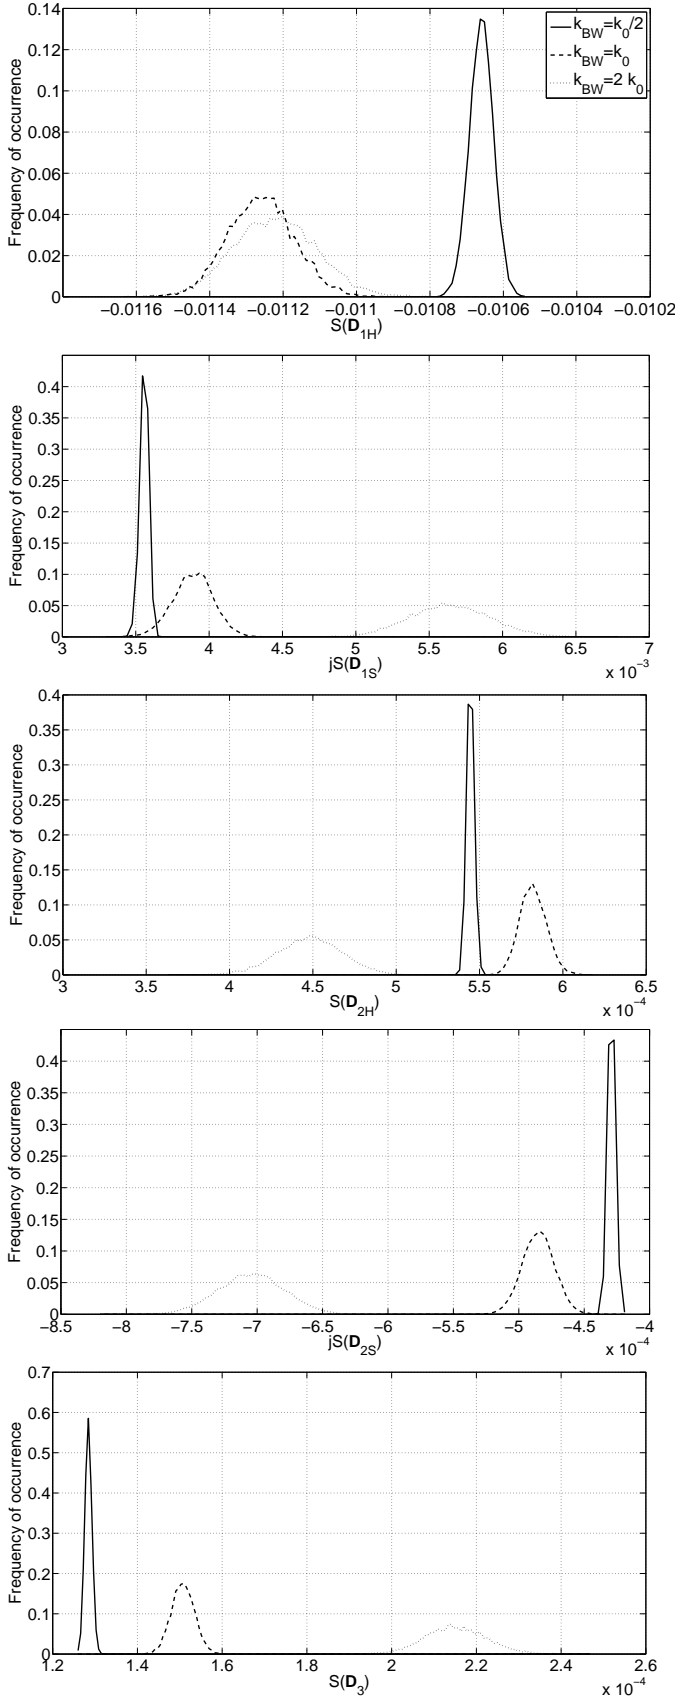 0.14
0.12
0.1
0.08
0.06
0.04
0.02
0
Frequency of occurrence
k_BW=k_0/2
k_BW=k_0
k_BW=2 k_0
−0.0116 −0.0114 −0.0112 −0.011 −0.0108 −0.0106 −0.0104 −0.0102
S(D_1H)
0.4
0.35
0.3
0.25
0.2
0.15
0.1
0.05
0
Frequency of occurrence
3 3.5 4 4.5 5 5.5 6 6.5 7
jS(D_1S)
x 10^−3
0.4
0.35
0.3
0.25
0.2
0.15
0.1
0.05
0
Frequency of occurrence
3 3.5 4 4.5 5 5.5 6 6.5
S(D_2H)
x 10^−4
0.4
0.35
0.3
0.25
0.2
0.15
0.1
0.05
0
Frequency of occurrence
−8.5 −8 −7.5 −7 −6.5 −6 −5.5 −5 −4.5 −4
jS(D_2S)
x 10^−4
0.7
0.6
0.5
0.4
0.3
0.2
0.1
0
Frequency of occurrence
1.2 1.4 1.6 1.8 2 2.2 2.4 2.6
S(D_3)
x 10^−4